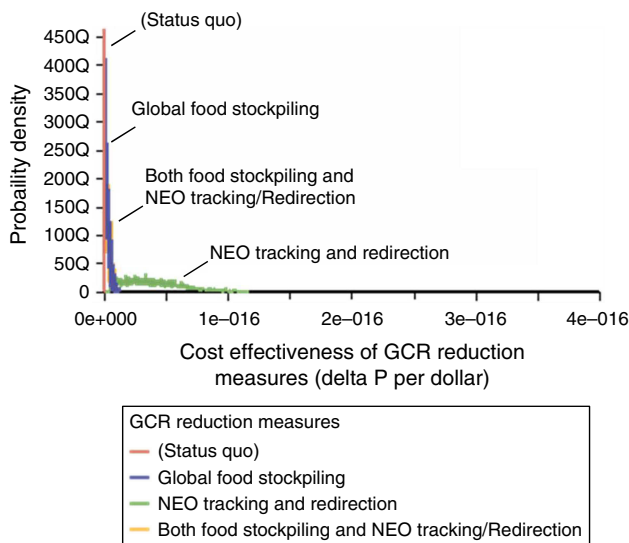 (Status quo)
450Q
400Q
350Q
300Q
250Q
200Q
150Q
100Q
50Q
0
Probaility density
Global food stockpiling
Both food stockpiling and
NEO tracking/Redirection
NEO tracking and redirection
0e+000
1e–016
2e–016
3e–016
4e–016
Cost effectiveness of GCR reduction
measures (delta P per dollar)
GCR reduction measures
(Status quo)
Global food stockpiling
NEO tracking and redirection
Both food stockpiling and NEO tracking/Redirection